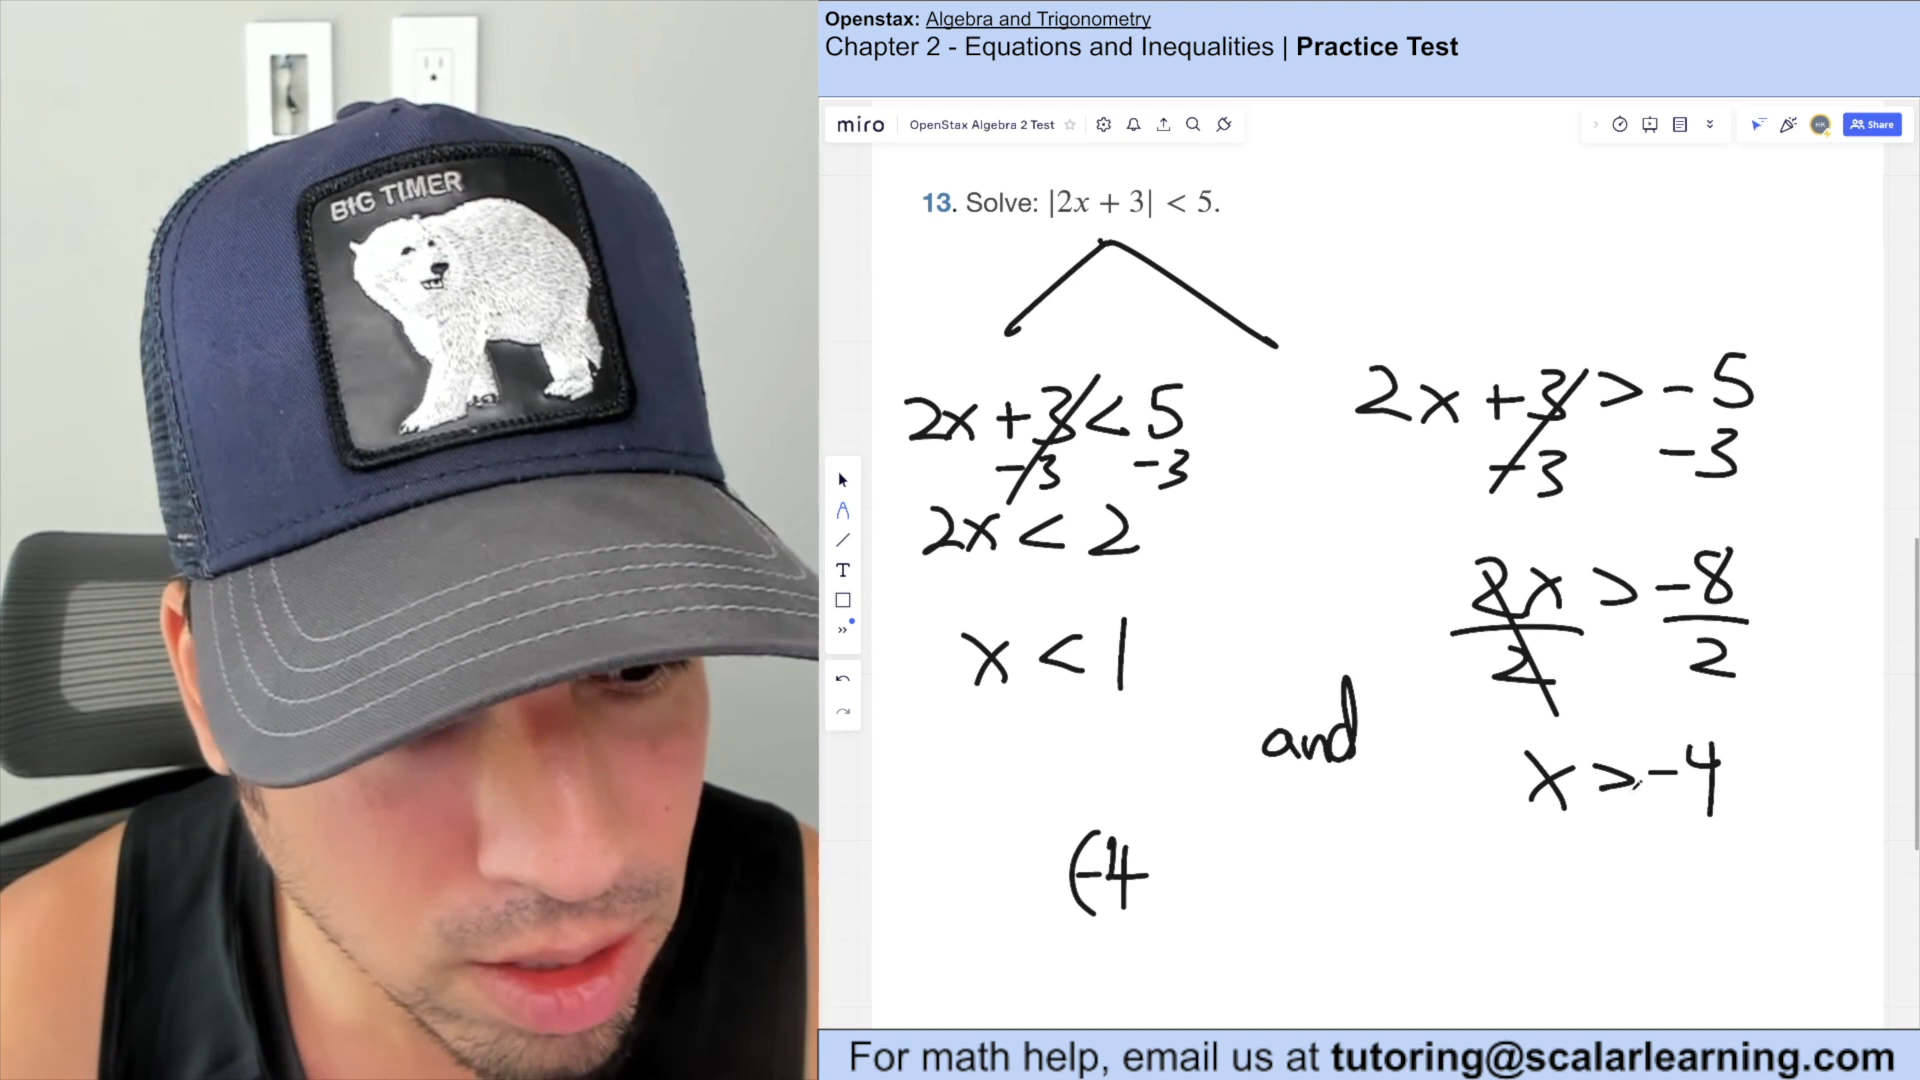 BIG TIMER
Openstax: Algebra and Trigonometry
Chapter 2 - Equations and Inequalities | Practice Test
miro OpenStax Algebra 2 Test Share
13. Solve: |2x + 3| < 5.
2x + 3 < 5
-3 -3
2x < 2
x < 1
and
2x + 3 > -5
-3 -3
2x > -8
2 2
x > -4
(-4
T
For math help, email us at tutoring@scalarlearning.com